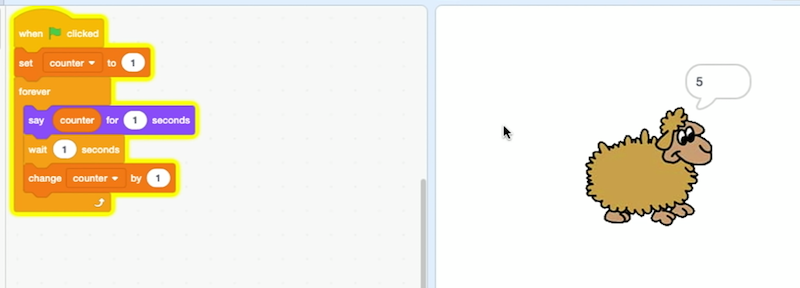 when clicked
set counter to 1
forever
say counter for 1 seconds
wait 1 seconds
change counter by 1
5